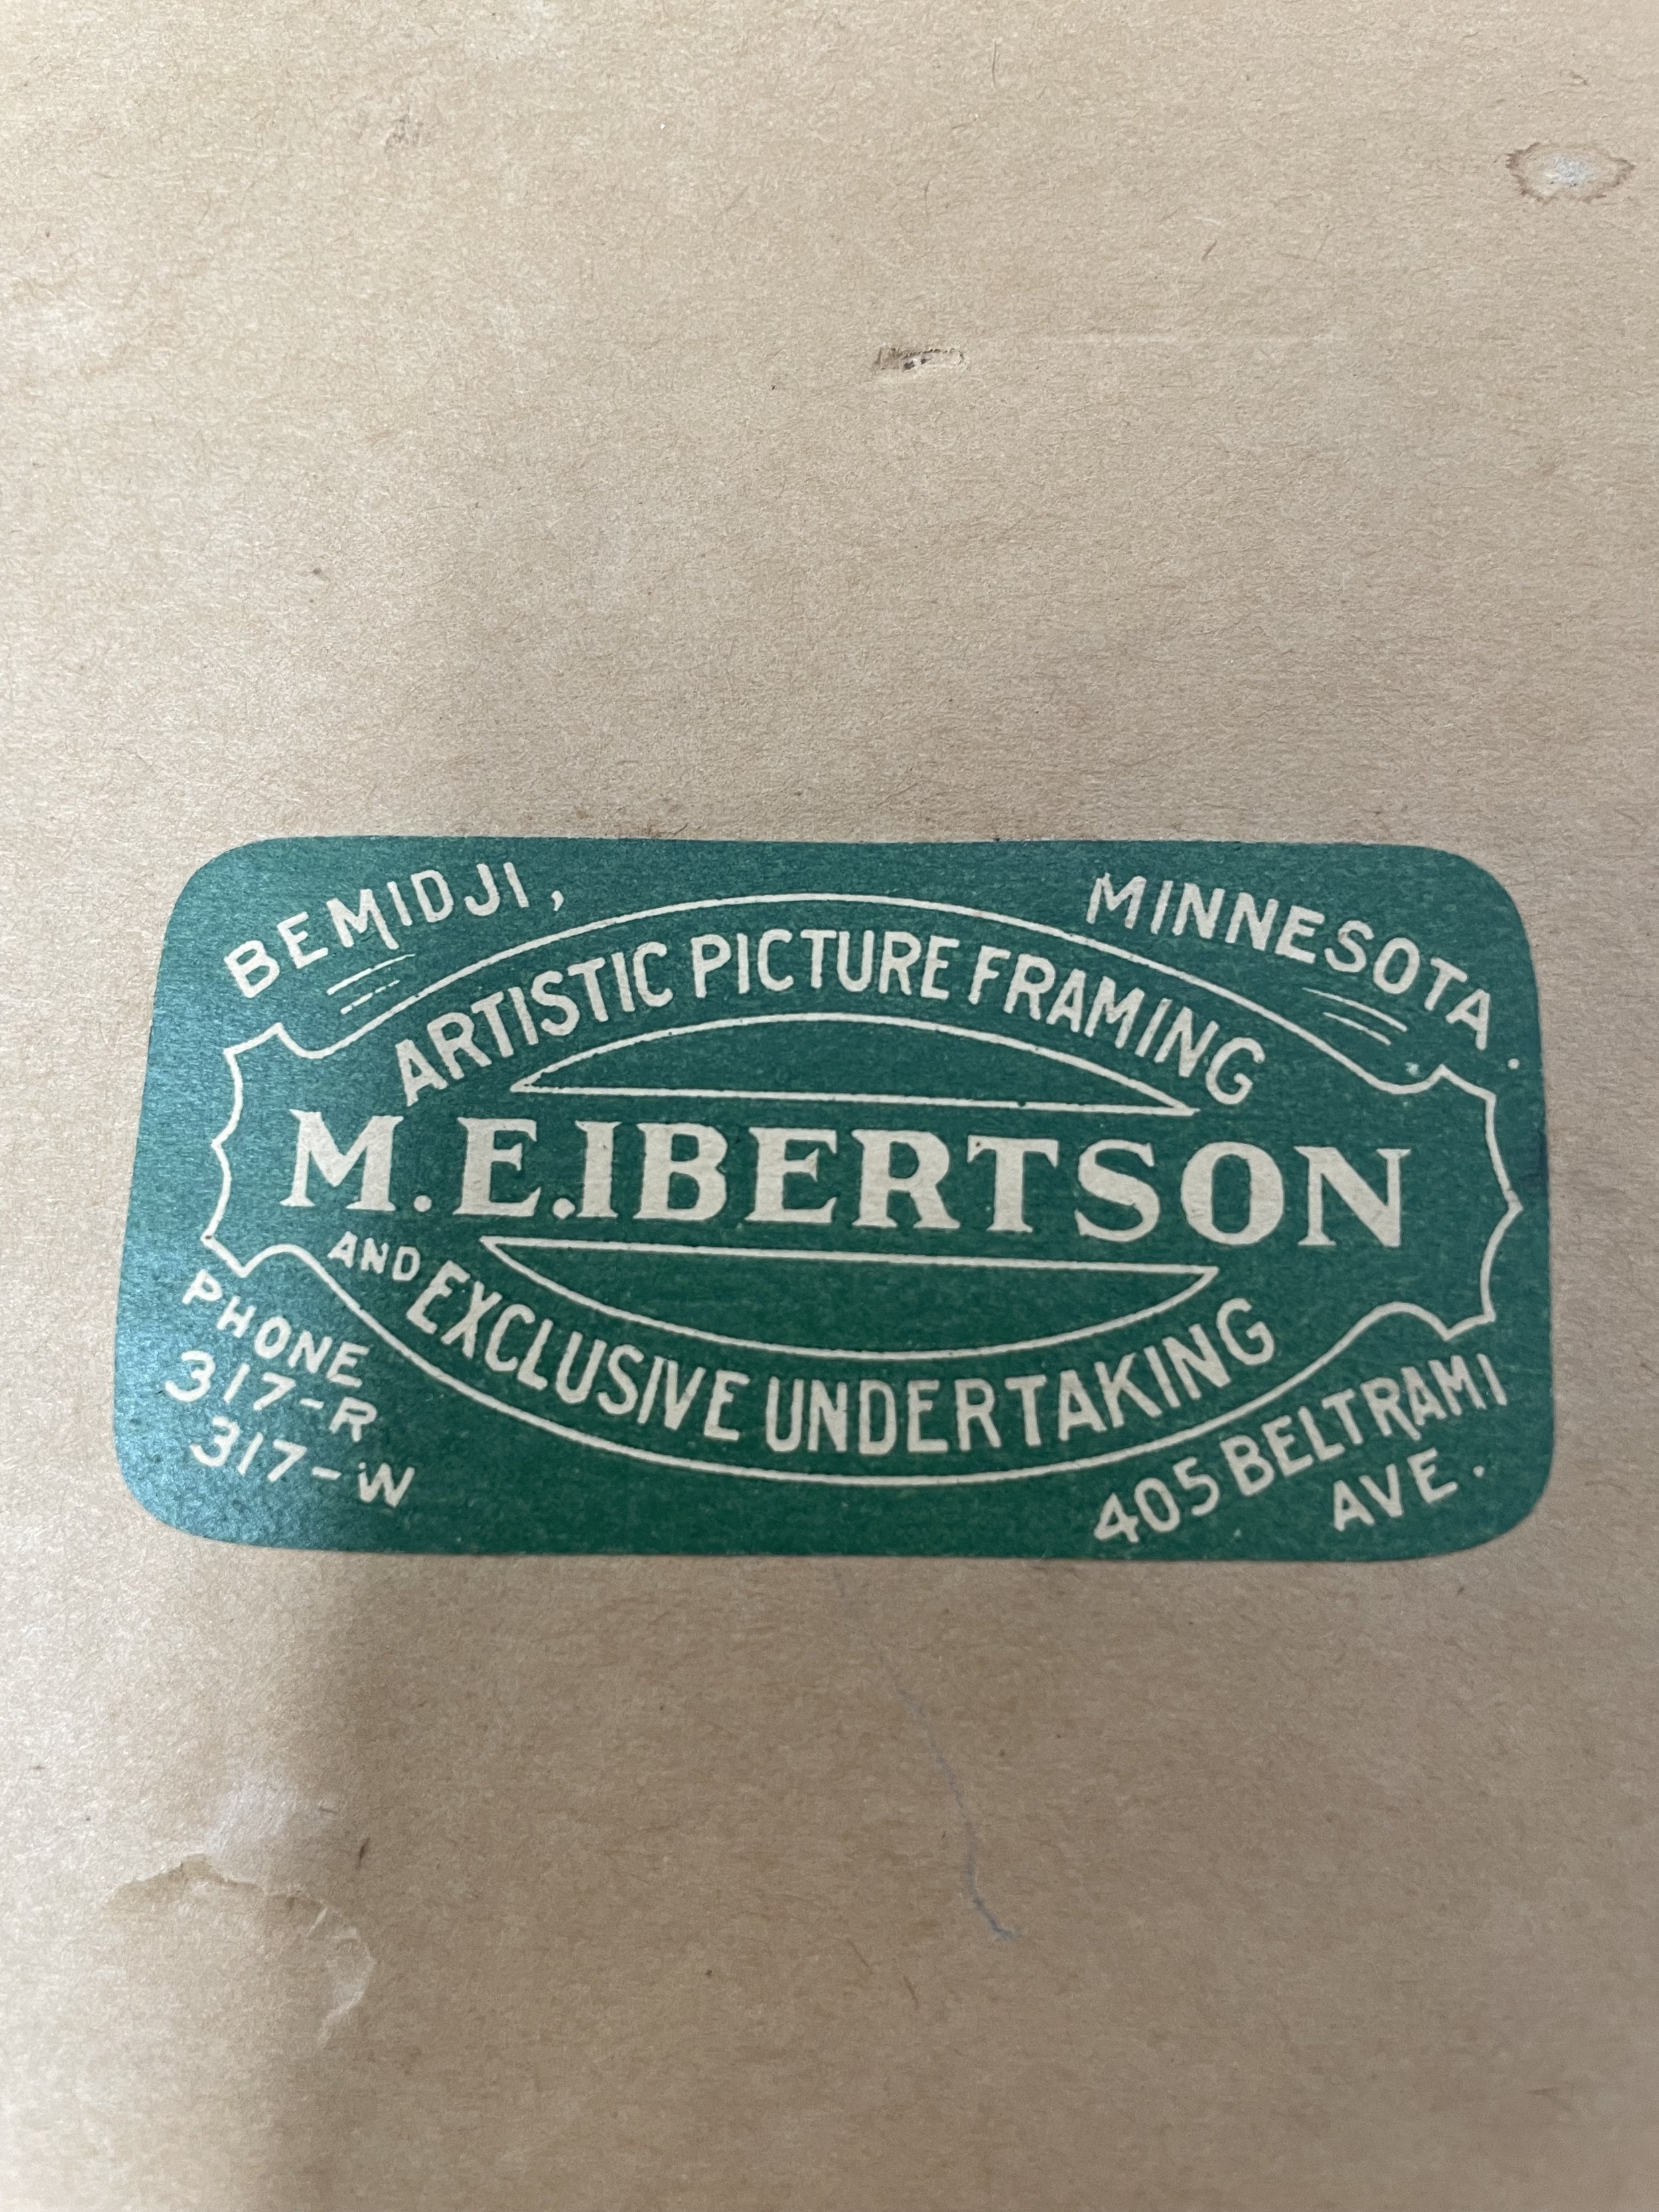 BEMIDJI, MINNESOTA.
ARTISTIC PICTURE FRAMING
M. E. IBERTSON
AND EXCLUSIVE UNDERTAKING
PHONE
317-R
317-W
405 BELTRAMI
AVE.